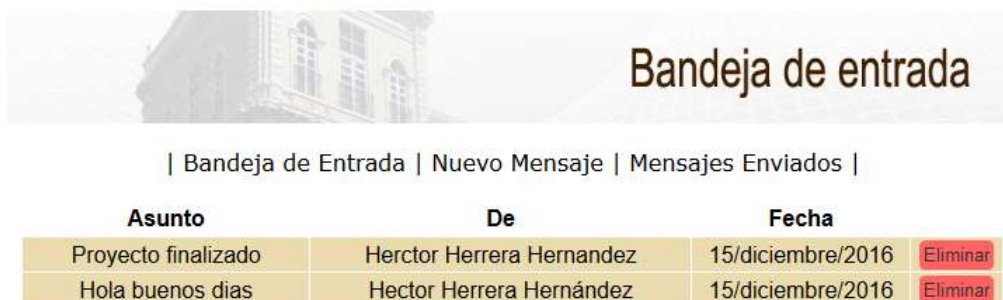 Bandeja de entrada
| Bandeja de Entrada | Nuevo Mensaje | Mensajes Enviados |
Asunto De Fecha
Proyecto finalizado Herctor Herrera Hernandez 15/diciembre/2016 Eliminar
Hola buenos dias Hector Herrera Hernández 15/diciembre/2016 Eliminar